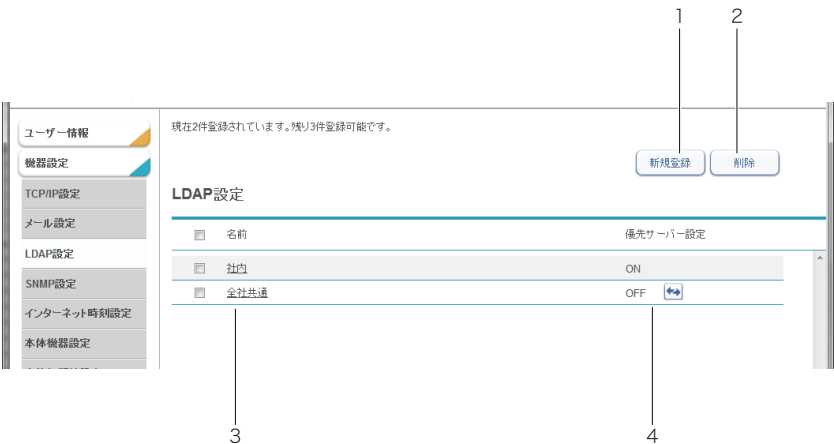 1 2
ユーザー情報
現在2件登録されています。残り3件登録可能です。
機器設定
新規登録 削除
TCP/IP設定
LDAP設定
メール設定
名前 優先サーバー設定
LDAP設定
社内 ON
SNMP設定
全社共通 OFF
インターネット時刻設定
本体機器設定
3 4